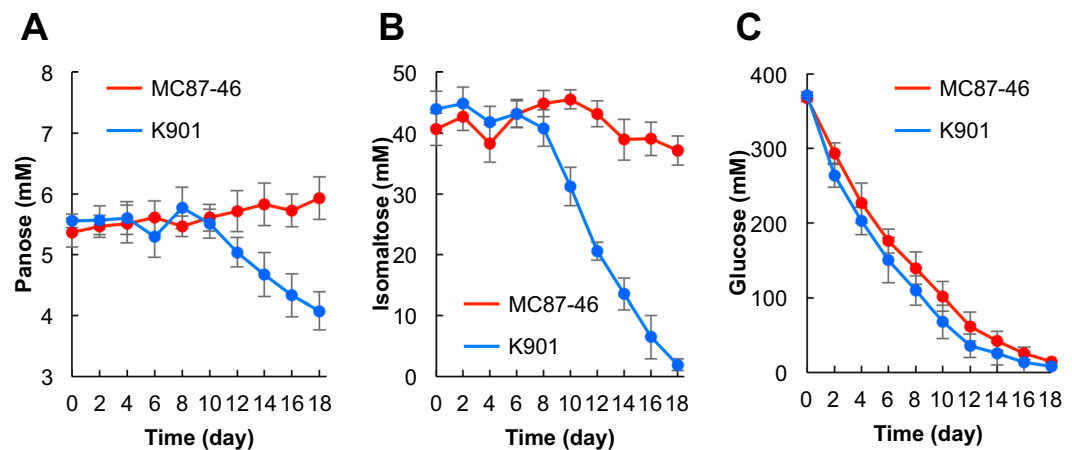 A
8
7
6
5
4
3
Panose (mM)
MC87-46
K901
0 2 4 6 8 10 12 14 16 18
Time (day)
B
50
40
30
20
10
0
Isomaltose (mM)
MC87-46
K901
0 2 4 6 8 10 12 14 16 18
Time (day)
C
400
300
200
100
0
Glucose (mM)
MC87-46
K901
0 2 4 6 8 10 12 14 16 18
Time (day)